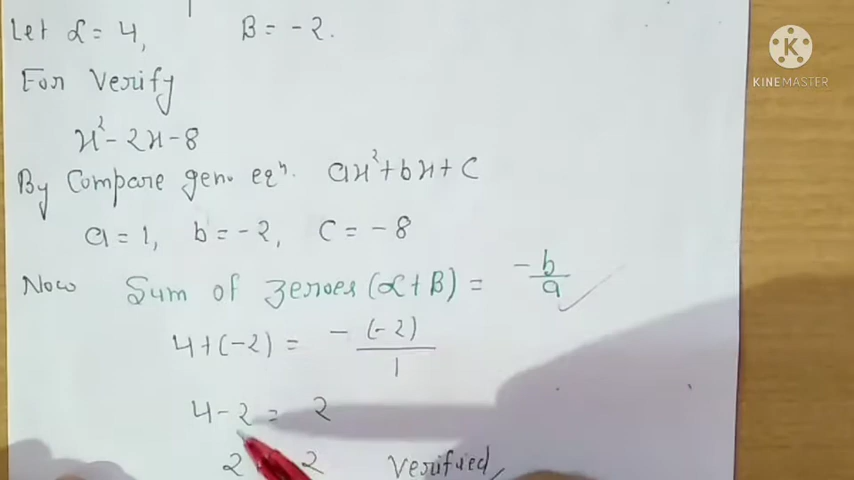 Let α = 4, β = -2.
For Verify
x² - 2x - 8
By Compare gen. eqⁿ. ax² + bx + c
a = 1, b = -2, c = -8
Now Sum of zeroes (α + β) = -b/a ✓
4 + (-2) = -(-2)/1
4 - 2 = 2
2 2 Verified
KINEMASTER